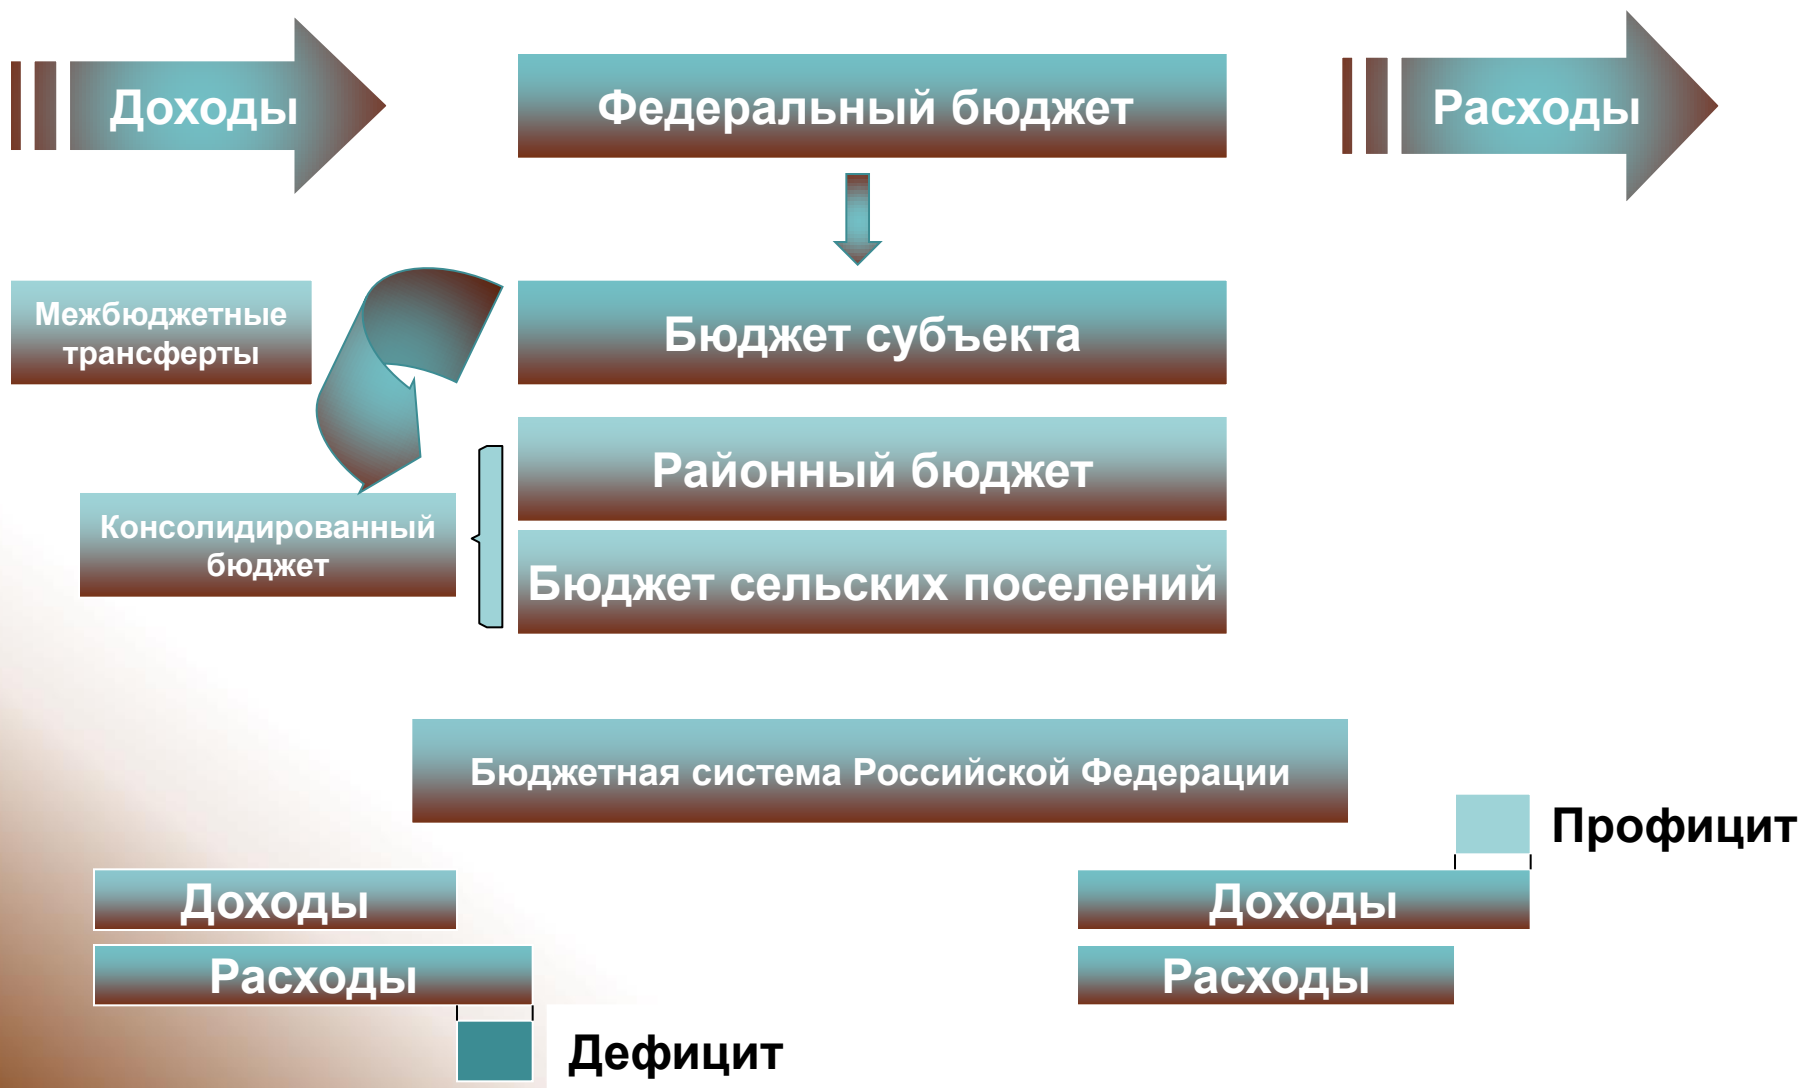 Доходы
Федеральный бюджет
Расходы
Межбюджетные
трансферты
Бюджет субъекта
Районный бюджет
Консолидированный
бюджет
Бюджет сельских поселений
Бюджетная система Российской Федерации
Профицит
Доходы
Доходы
Расходы
Расходы
Дефицит